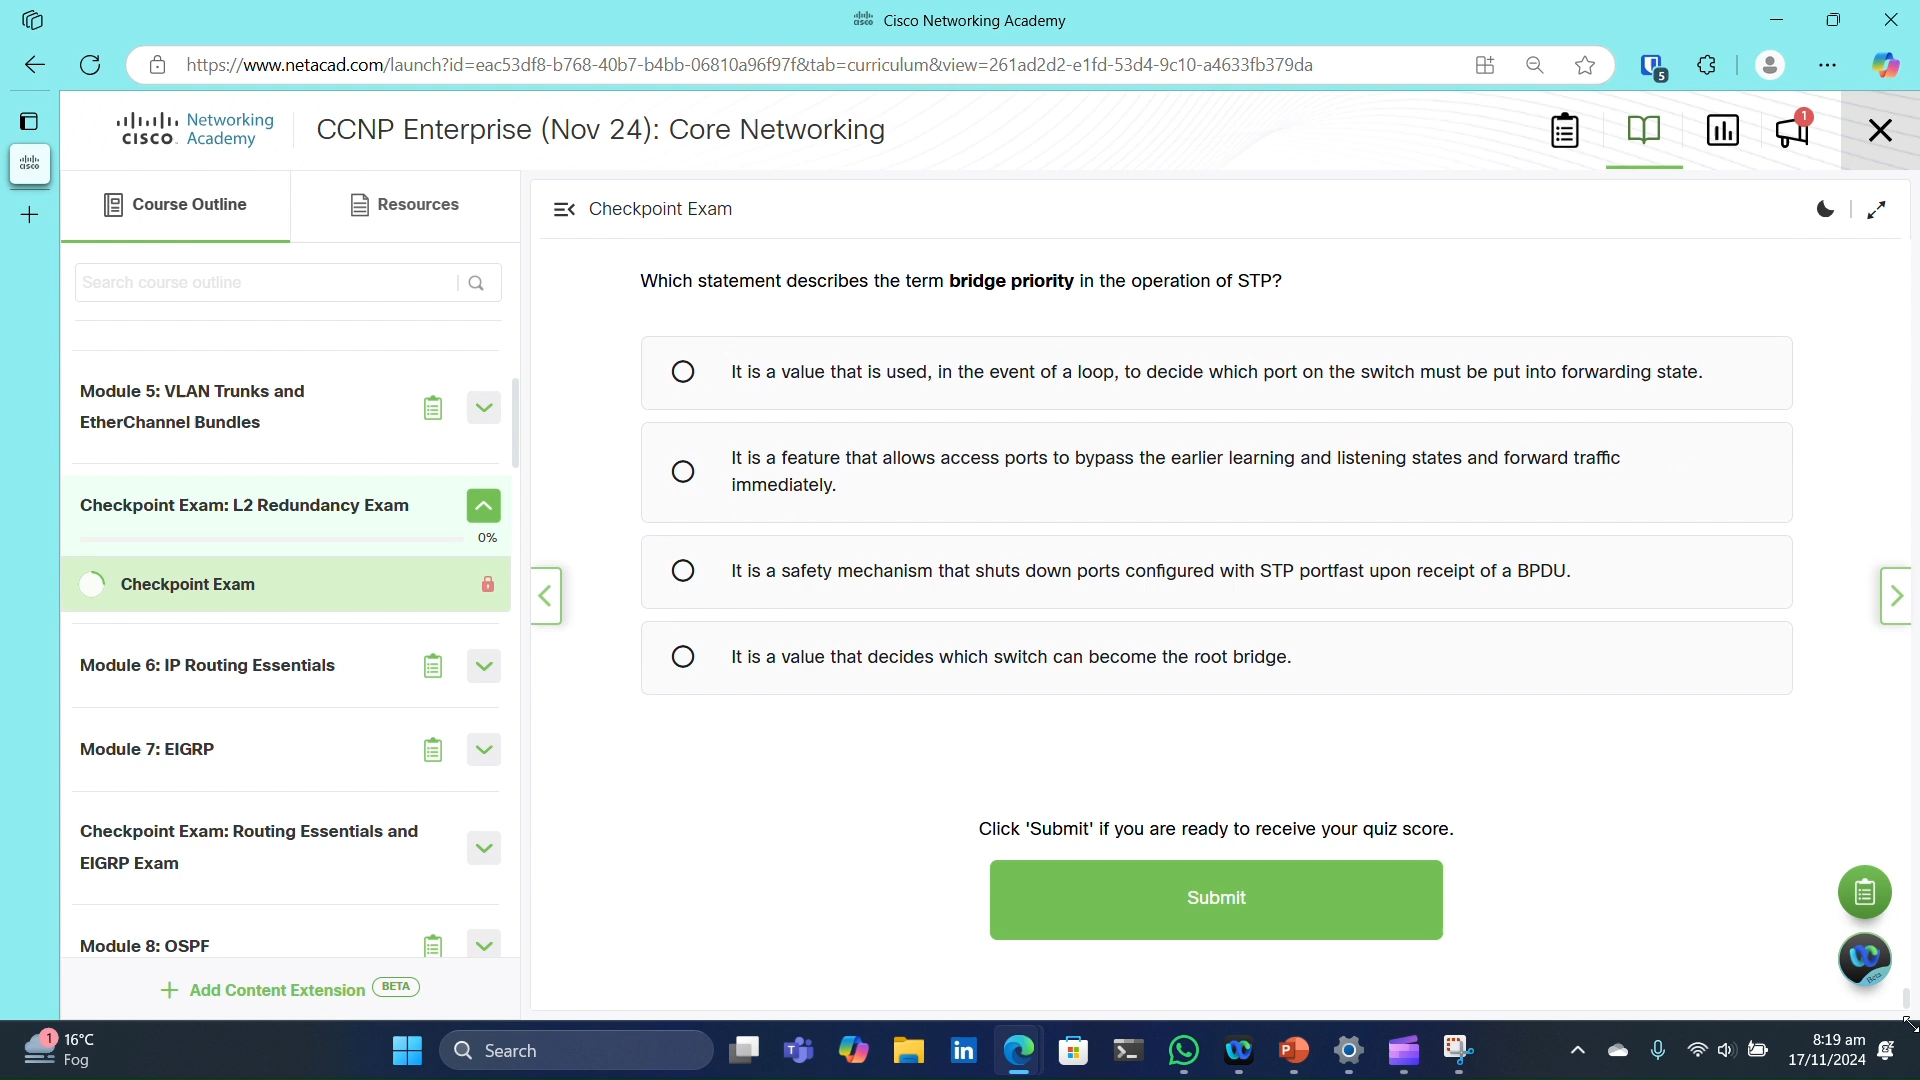 Cisco Networking Academy
https://www.netacad.com/launch?id=eac53df8-b768-40b7-b4bb-06810a96f97f&tab=curriculum&view=261ad2d2-e1fd-53d4-9c10-a4633fb379da
5
cisco
Networking
Academy
CCNP Enterprise (Nov 24): Core Networking
1
cisco
Course Outline
Resources
Checkpoint Exam
Search course outline
Which statement describes the term bridge priority in the operation of STP?
It is a value that is used, in the event of a loop, to decide which port on the switch must be put into forwarding state.
It is a feature that allows access ports to bypass the earlier learning and listening states and forward traffic
immediately.
It is a safety mechanism that shuts down ports configured with STP portfast upon receipt of a BPDU.
It is a value that decides which switch can become the root bridge.
Click 'Submit' if you are ready to receive your quiz score.
Submit
Module 5: VLAN Trunks and
EtherChannel Bundles
Checkpoint Exam: L2 Redundancy Exam
0%
Checkpoint Exam
Module 6: IP Routing Essentials
Module 7: EIGRP
Checkpoint Exam: Routing Essentials and
EIGRP Exam
Module 8: OSPF
Add Content Extension BETA
Beta
1
16°C
Fog
Search
8:19 am
17/11/2024